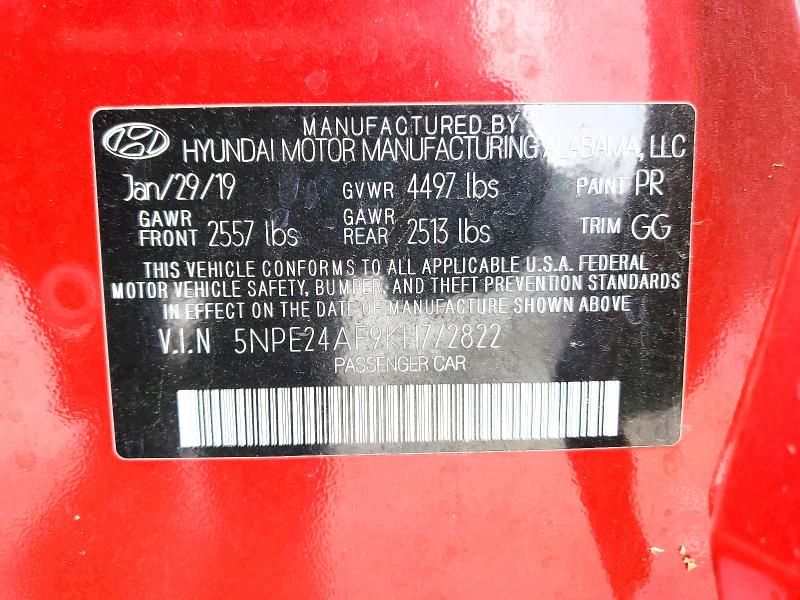 MANUFACTURED BY
HYUNDAI MOTOR MANUFACTURING ALABAMA, LLC
Jan/29/19 GVWR 4497 lbs PAINT PR
GAWR FRONT 2557 lbs GAWR REAR 2513 lbs TRIM GG
THIS VEHICLE CONFORMS TO ALL APPLICABLE U.S.A. FEDERAL
MOTOR VEHICLE SAFETY, BUMPER, AND THEFT PREVENTION STANDARDS
IN EFFECT ON THE DATE OF MANUFACTURE SHOWN ABOVE
V.I.N 5NPE24AF9KH772822
PASSENGER CAR